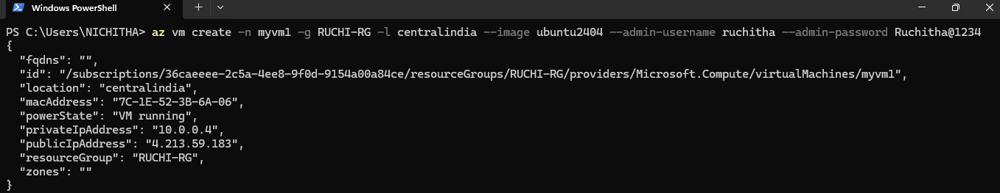 Windows PowerShell
PS C:\Users\NICHITHA> az vm create -n myvm1 -g RUCHI-RG -l centralindia --image ubuntu2404 --admin-username ruchitha --admin-password Ruchitha@1234
{
  "fqdns": "",
  "id": "/subscriptions/36caeeee-2c5a-4ee8-9f0d-9154a00a84ce/resourceGroups/RUCHI-RG/providers/Microsoft.Compute/virtualMachines/myvm1",
  "location": "centralindia",
  "macAddress": "7C-1E-52-3B-6A-06",
  "powerState": "VM running",
  "privateIpAddress": "10.0.0.4",
  "publicIpAddress": "4.213.59.183",
  "resourceGroup": "RUCHI-RG",
  "zones": ""
}